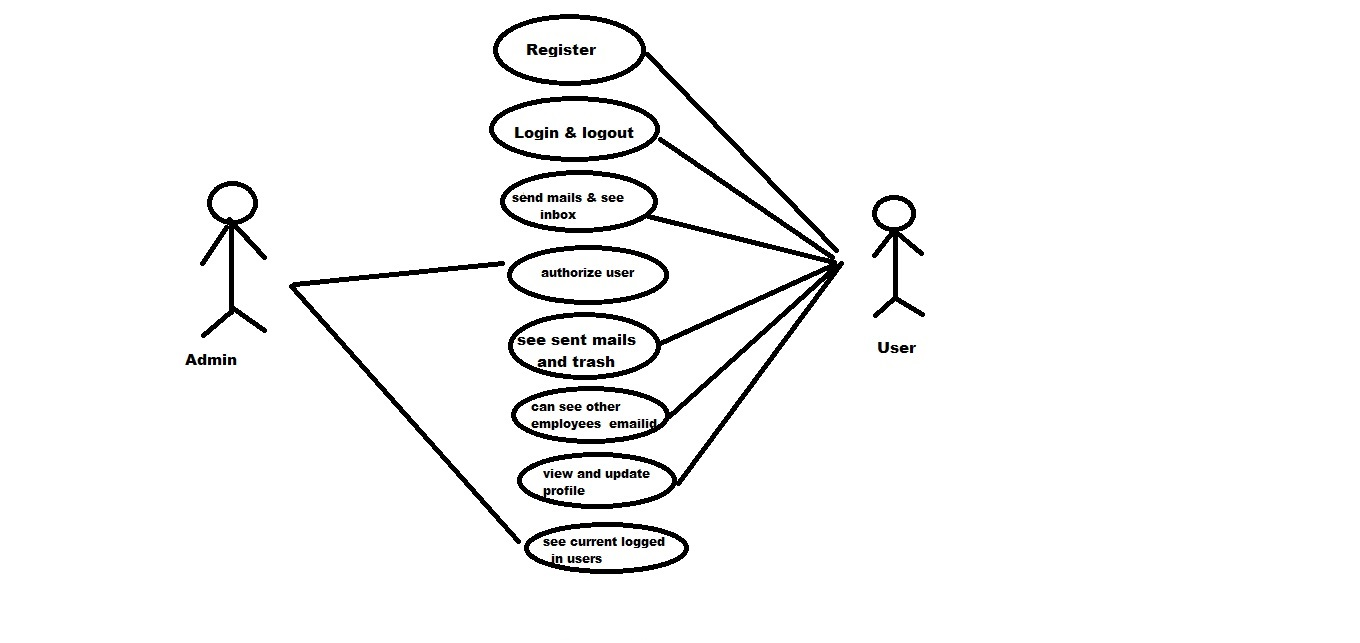 Register
Login & logout
send mails & see
inbox
authorize user
see sent mails
and trash
can see other
employees emailid
view and update
profile
see current logged
in users
Admin
User